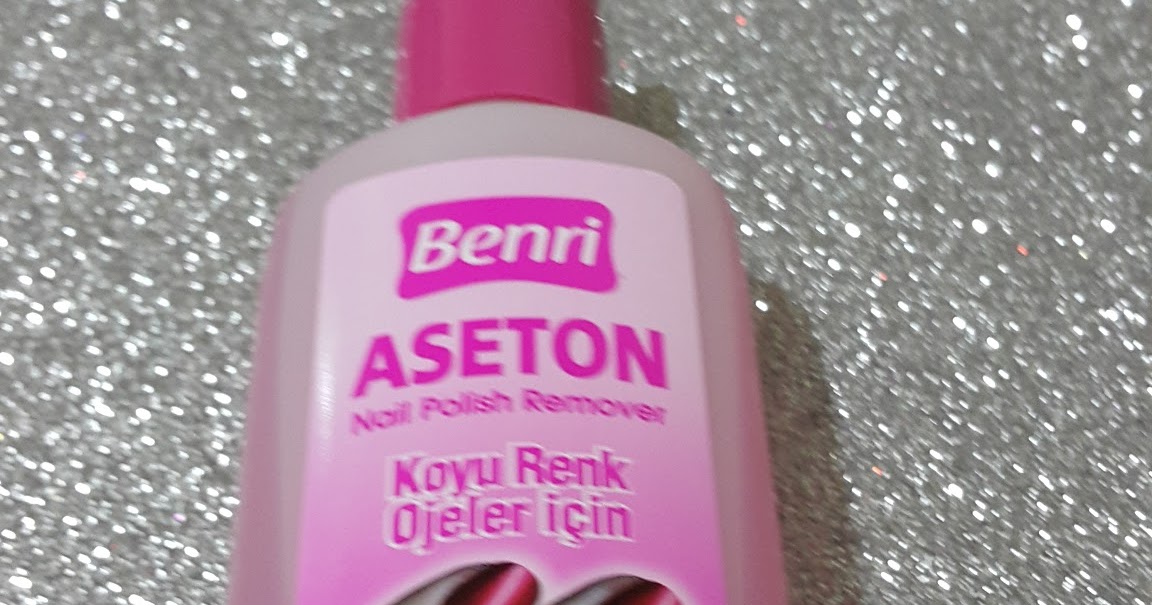 Benri
ASETON
Nail Polish Remover
Koyu Renk
Ojeler için